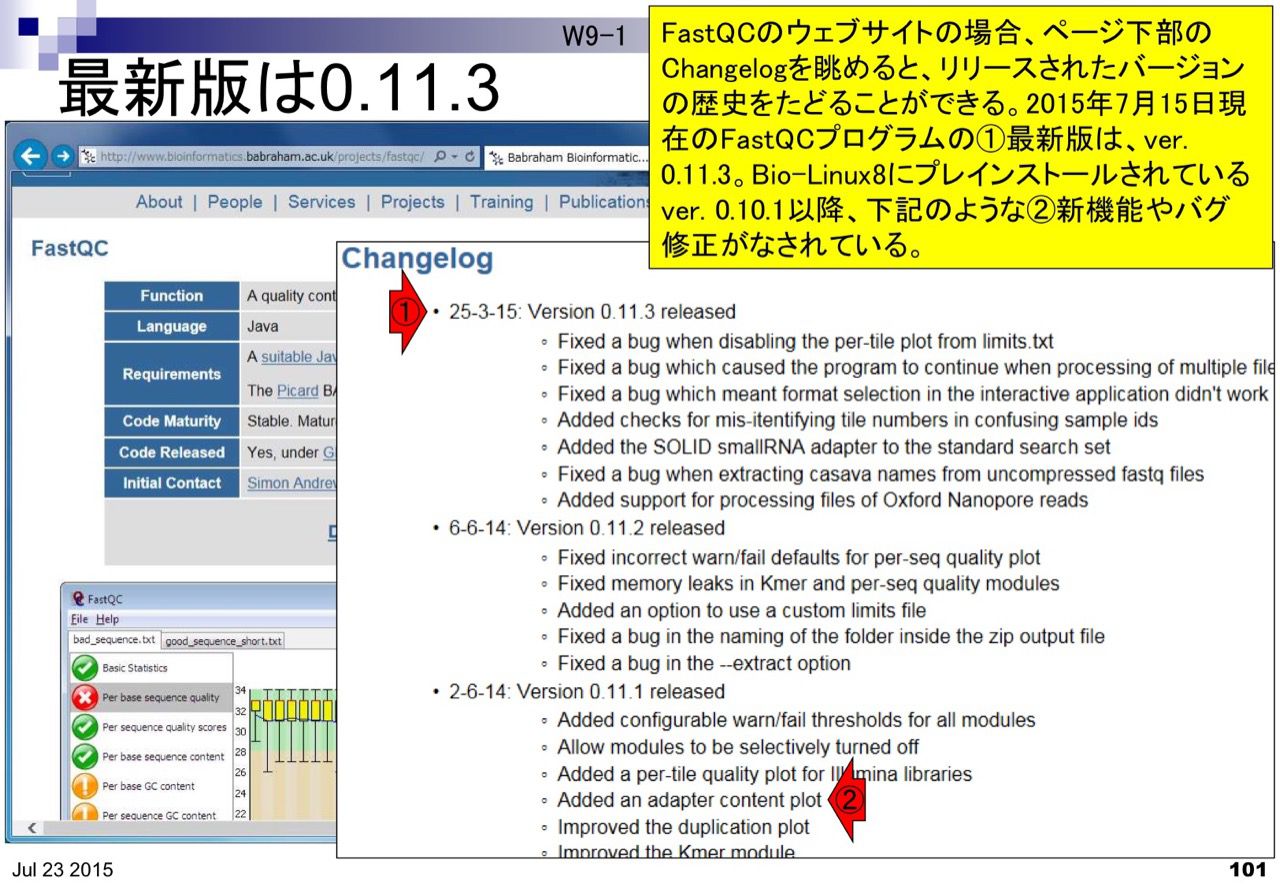 W9-1
最新版は0.11.3
FastQCのウェブサイトの場合、ページ下部の
Changelogを眺めると、リリースされたバージョン
の歴史をたどることができる。2015年7月15日現
在のFastQCプログラムの①最新版は、ver.
0.11.3。Bio-Linux8にプレインストールされている
ver. 0.10.1以降、下記のような②新機能やバグ
修正がなされている。
http://www.bioinformatics.babraham.ac.uk/projects/fastqc/
Babraham Bioinformatic...
About | People | Services | Projects | Training | Publications
FastQC
Function A quality cont
Language Java
Requirements A suitable Jav
The Picard BA
Code Maturity Stable. Matur
Code Released Yes, under G
Initial Contact Simon Andrew
FastQC
File Help
bad_sequence.txt good_sequence_short.txt
Basic Statistics
Per base sequence quality
Per sequence quality scores
Per base sequence content
Per base GC content
Per sequence GC content
34
32
30
28
26
24
22
Changelog
①
• 25-3-15: Version 0.11.3 released
◦ Fixed a bug when disabling the per-tile plot from limits.txt
◦ Fixed a bug which caused the program to continue when processing of multiple file
◦ Fixed a bug which meant format selection in the interactive application didn't work
◦ Added checks for mis-itentifying tile numbers in confusing sample ids
◦ Added the SOLID smallRNA adapter to the standard search set
◦ Fixed a bug when extracting casava names from uncompressed fastq files
◦ Added support for processing files of Oxford Nanopore reads
• 6-6-14: Version 0.11.2 released
◦ Fixed incorrect warn/fail defaults for per-seq quality plot
◦ Fixed memory leaks in Kmer and per-seq quality modules
◦ Added an option to use a custom limits file
◦ Fixed a bug in the naming of the folder inside the zip output file
◦ Fixed a bug in the --extract option
• 2-6-14: Version 0.11.1 released
◦ Added configurable warn/fail thresholds for all modules
◦ Allow modules to be selectively turned off
◦ Added a per-tile quality plot for Illumina libraries
◦ Added an adapter content plot
②
◦ Improved the duplication plot
◦ Improved the Kmer module
Jul 23 2015
101